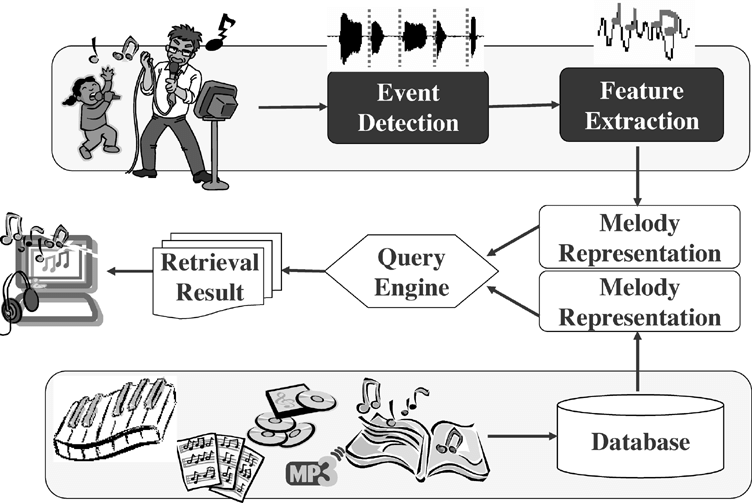 Event
Detection
Feature
Extraction
Melody
Representation
Query
Engine
Retrieval
Result
Melody
Representation
MP3
Database